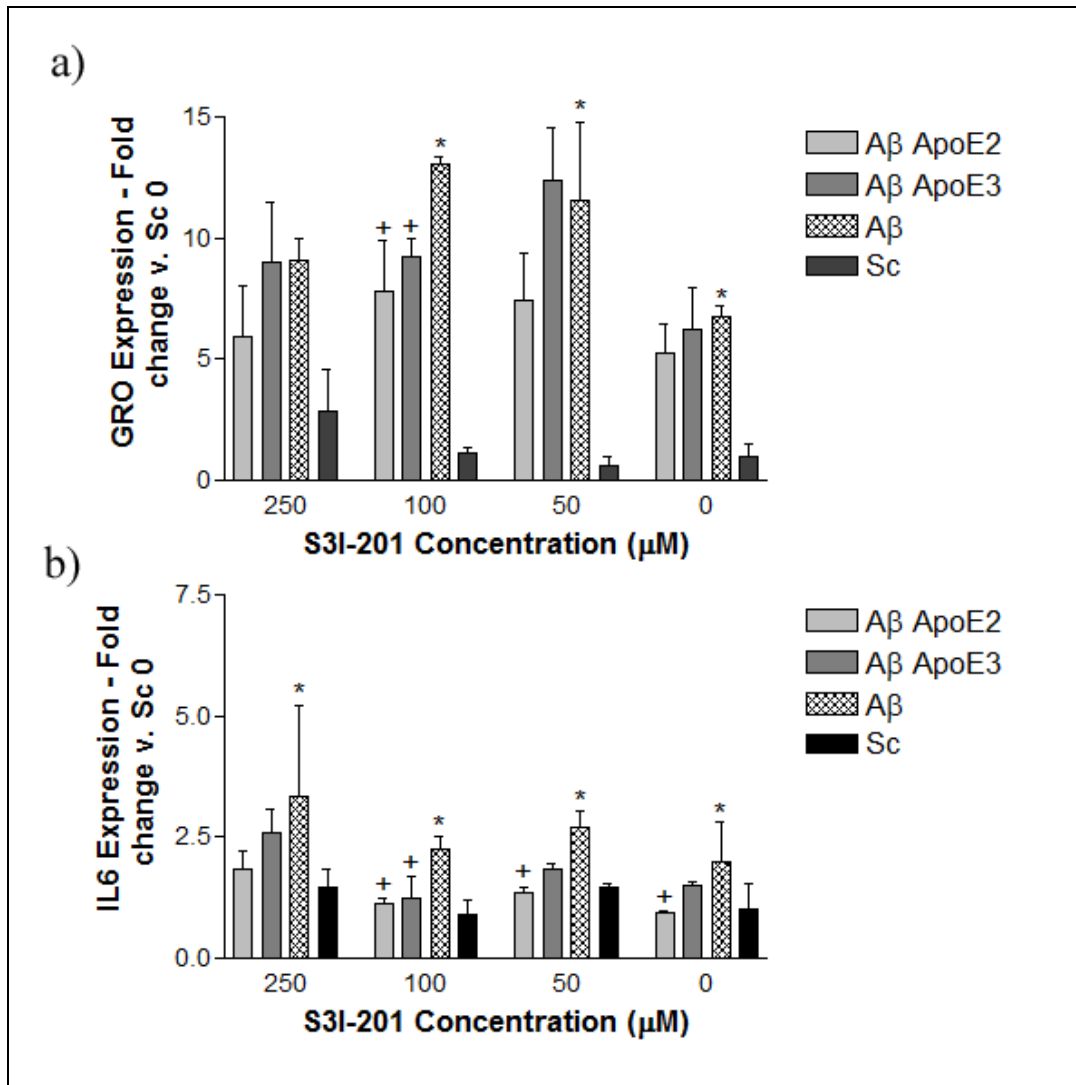 a)
GRO Expression - Fold
change v. Sc 0
15
10
5
0
*
*
+
+
*
250
100
50
0
S3I-201 Concentration (μM)
Aβ ApoE2
Aβ ApoE3
Aβ
Sc
b)
IL6 Expression - Fold
change v. Sc 0
7.5
5.0
2.5
0.0
*
+
+
*
+
*
+
*
250
100
50
0
S3I-201 Concentration (μM)
Aβ ApoE2
Aβ ApoE3
Aβ
Sc